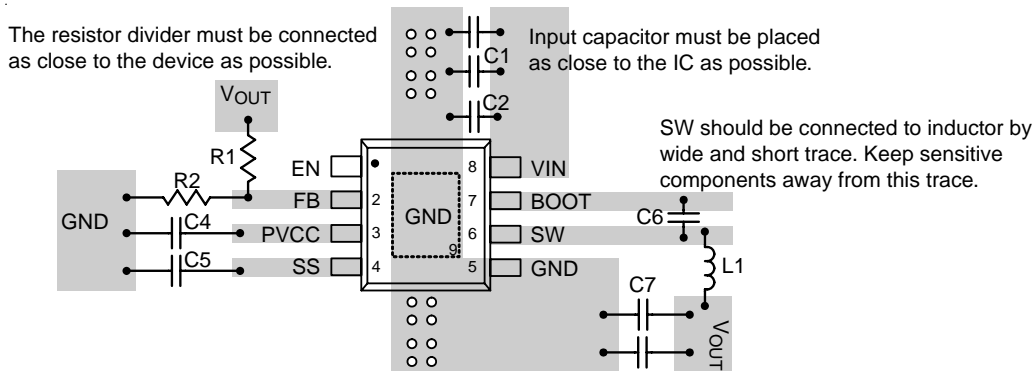 The resistor divider must be connected
as close to the device as possible.
Input capacitor must be placed
as close to the IC as possible.
SW should be connected to inductor by
wide and short trace. Keep sensitive
components away from this trace.
C1
C2
VOUT
R1
R2
GND
C4
C5
EN
FB
PVCC
SS
2
3
4
GND
9
8
7
6
5
VIN
BOOT
SW
GND
C6
L1
C7
VOUT